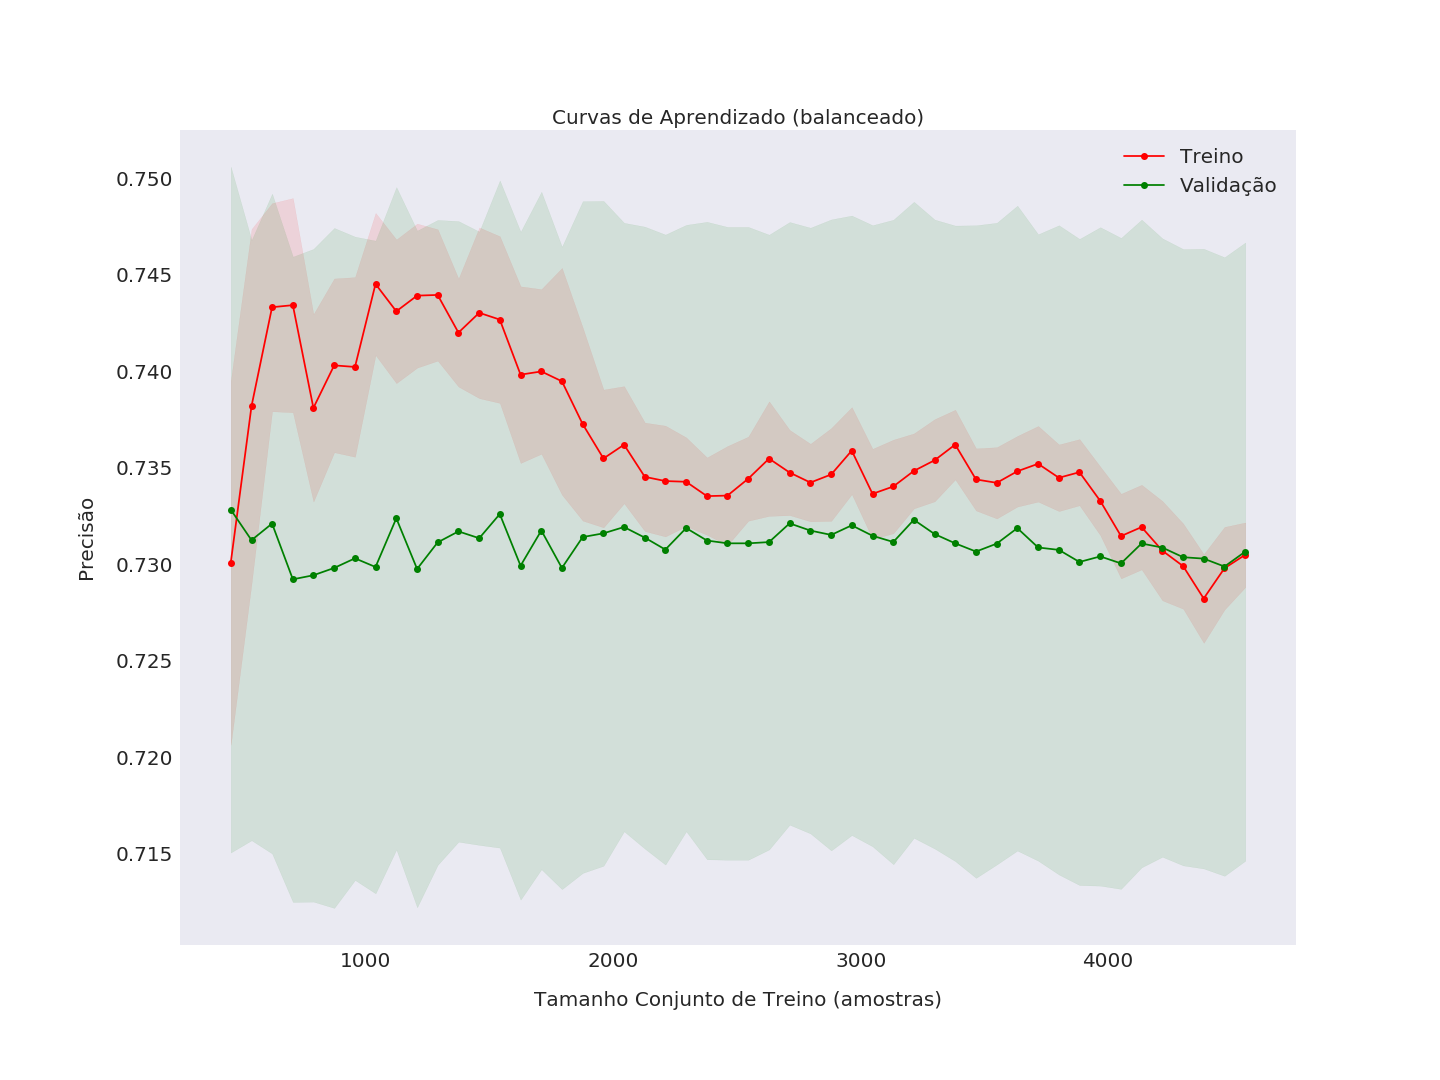 Curvas de Aprendizado (balanceado)
Treino
Validação
0.750
0.745
0.740
0.735
0.730
0.725
0.720
0.715
Precisão
1000 2000 3000 4000
Tamanho Conjunto de Treino (amostras)